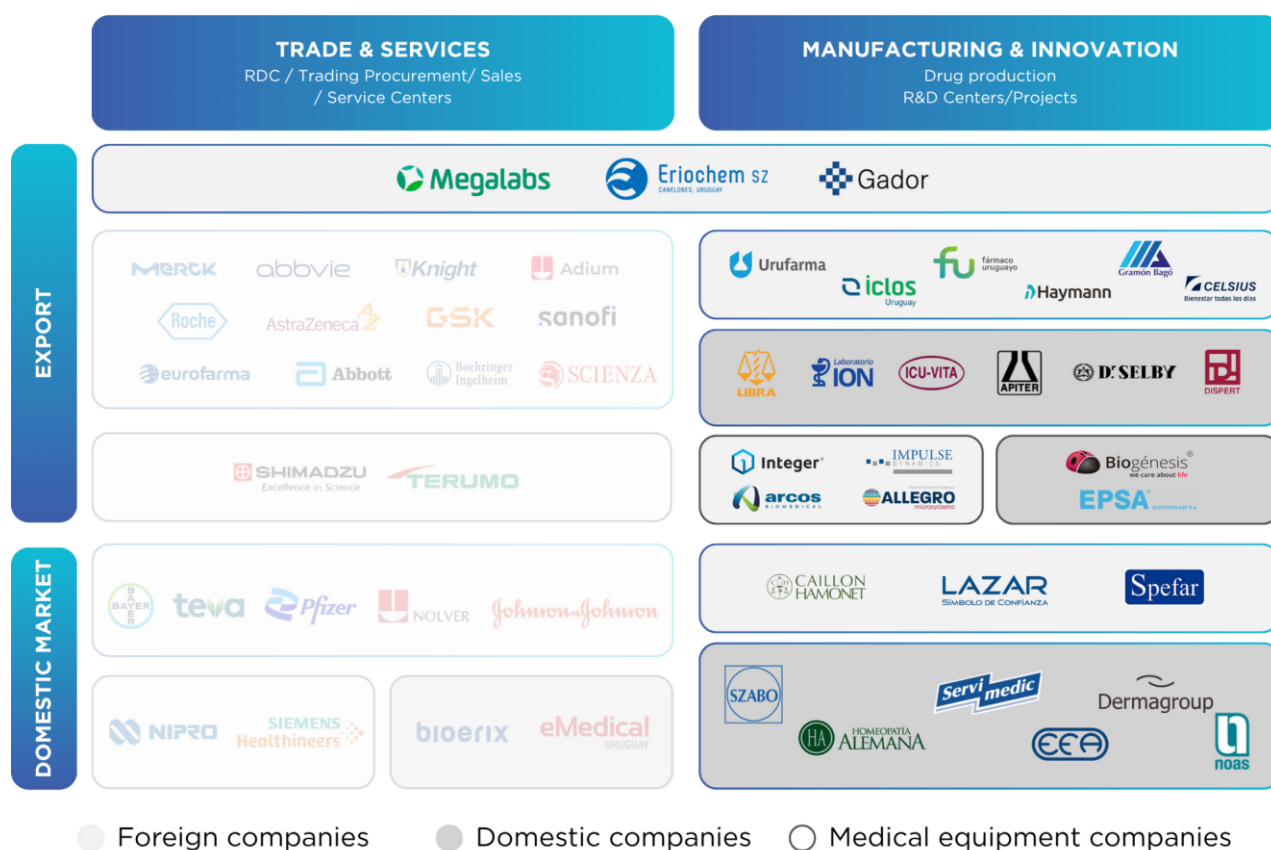 TRADE & SERVICES
RDC / Trading Procurement/ Sales
/ Service Centers
MANUFACTURING & INNOVATION
Drug production
R&D Centers/Projects
EXPORT
Megalabs
Eriochem SZ
CANELONES, URUGUAY
Gador
MERCK
abbvie
Knight
Adium
Roche
AstraZeneca
GSK
sanofi
eurofarma
Abbott
Boehringer
Ingelheim
SCIENZA
Urufarma
iclos
Uruguay
fu
fármaco
uruguayo
Haymann
Gramón Bagó
CELSIUS
Bienestar todos los días
LIBRA
Laboratorio
ION
ICU-VITA
APITER
Dr. SELBY
DISPERT
SHIMADZU
Excellence in Science
TERUMO
Integer
IMPULSE
DYNAMICS
arcos
BIOMEDICAL
ALLEGRO
microsystems
Biogénesis®
we care about life
EPSA®
ELECTROPLAST S.A.
DOMESTIC MARKET
BAYER
BAYER
teva
Pfizer
NOLVER
Johnson & Johnson
CAILLON
HAMONET
LAZAR
SÍMBOLO DE CONFIANZA
Spefar
NIPRO
SIEMENS
Healthineers
bioerix
eMedical
URUGUAY
SZABO
Servimedic
Dermagroup
HA
HOMEOPATÍA
ALEMANA
EFA
noas
Foreign companies
Domestic companies
Medical equipment companies